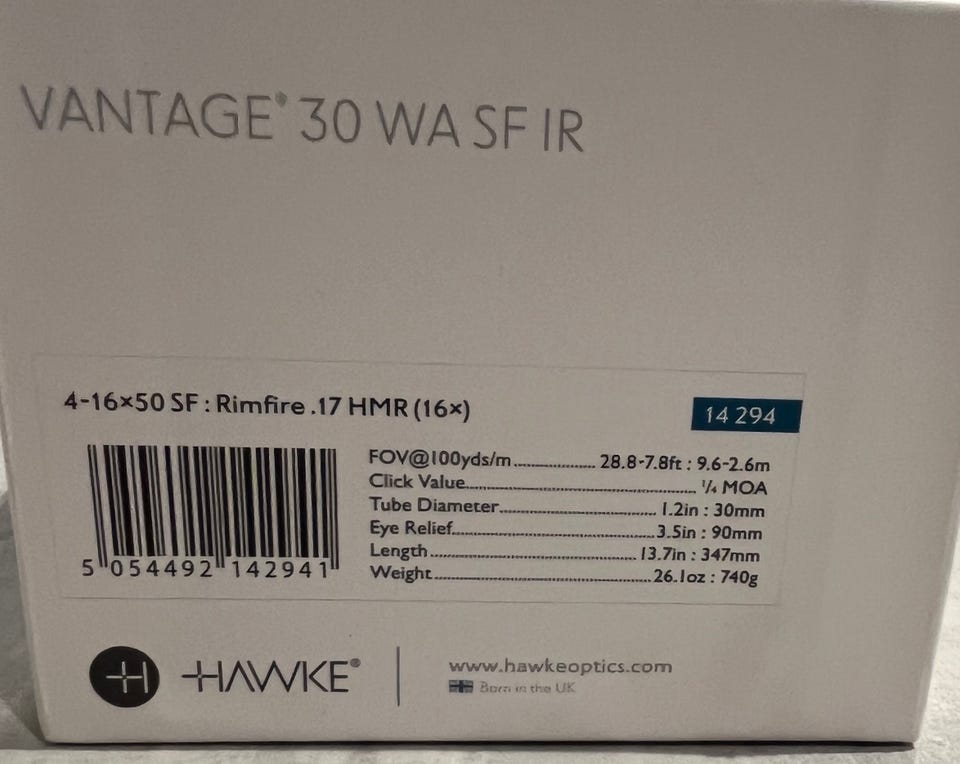 VANTAGE® 30 WA SF IR
4-16×50 SF : Rimfire .17 HMR (16×)
14 294
FOV@100yds/m.................... 28.8-7.8ft : 9.6-2.6m
Click Value............................................................ ¼ MOA
Tube Diameter........................................ 1.2in : 30mm
Eye Relief.....................................................3.5in : 90mm
Length..................................................... 13.7in : 347mm
Weight.......................................................26.1oz : 740g
5 054492 142941
HAWKE®
www.hawkeoptics.com
Born in the UK